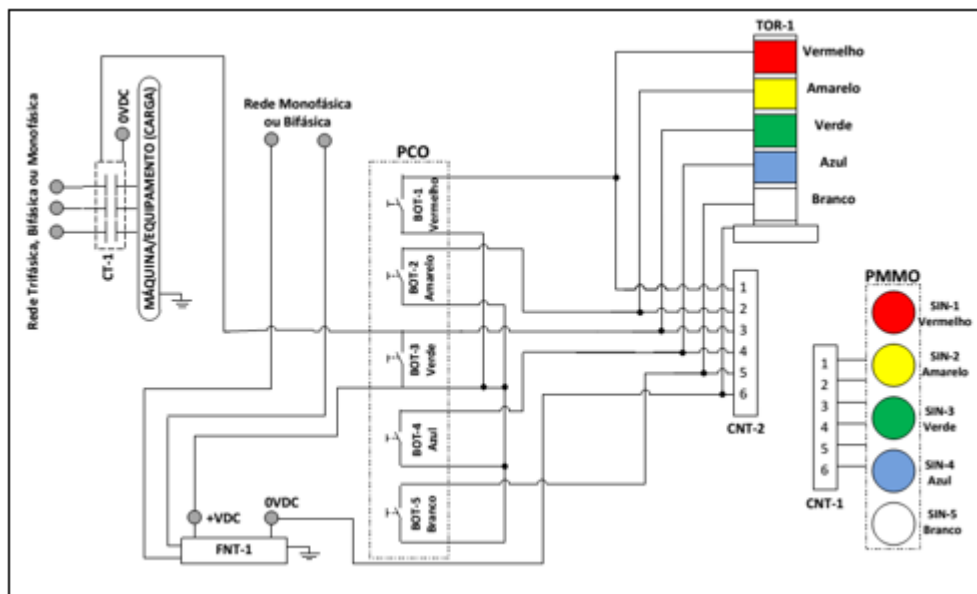 TOR-1
Vermelho
Amarelo
Verde
Azul
Branco
Rede Trifásica, Bifásica ou Monofásica
CT-1
0VDC
MÁQUINA/EQUIPAMENTO (CARGA)
Rede Monofásica
ou Bifásica
PCO
BOT-1
Vermelho
BOT-2
Amarelo
BOT-3
Verde
BOT-4
Azul
BOT-5
Branco
+VDC
0VDC
FNT-1
1
2
3
4
5
6
CNT-2
PMMO
SIN-1
Vermelho
SIN-2
Amarelo
SIN-3
Verde
SIN-4
Azul
SIN-5
Branco
1
2
3
4
5
6
CNT-1